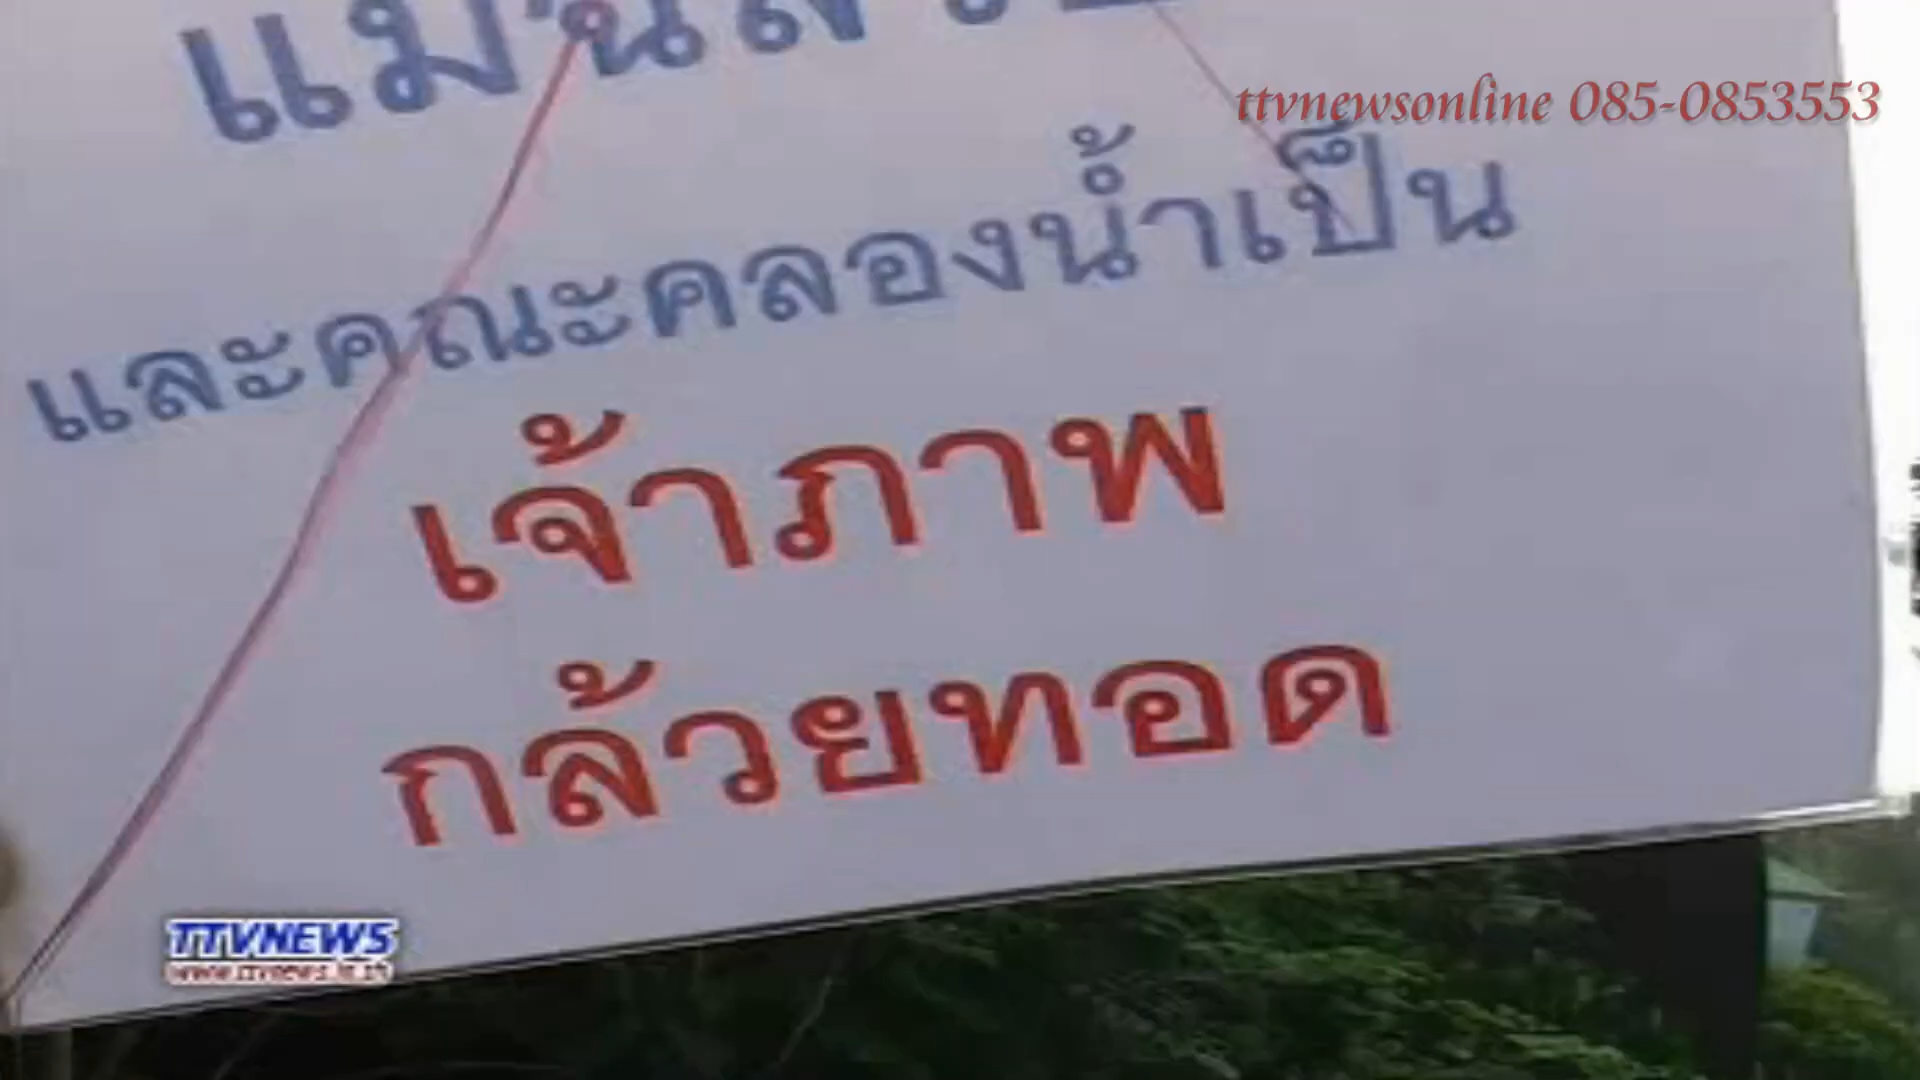 ttvnewsonline 085-0853553
และคณะคลองน้ำเป็น
เจ้าภาพ
กล้วยทอด
TTVNEWS